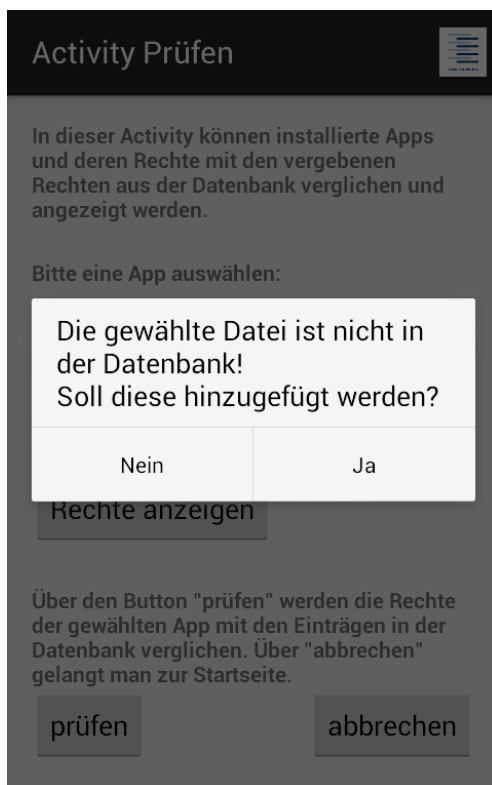 Activity Prüfen
In dieser Activity können installierte Apps
und deren Rechte mit den vergebenen
Rechten aus der Datenbank verglichen und
angezeigt werden.
Bitte eine App auswählen:
Die gewählte Datei ist nicht in
der Datenbank!
Soll diese hinzugefügt werden?
Nein Ja
Rechte anzeigen
Über den Button "prüfen" werden die Rechte
der gewählten App mit den Einträgen in der
Datenbank verglichen. Über "abbrechen"
gelangt man zur Startseite.
prüfen abbrechen